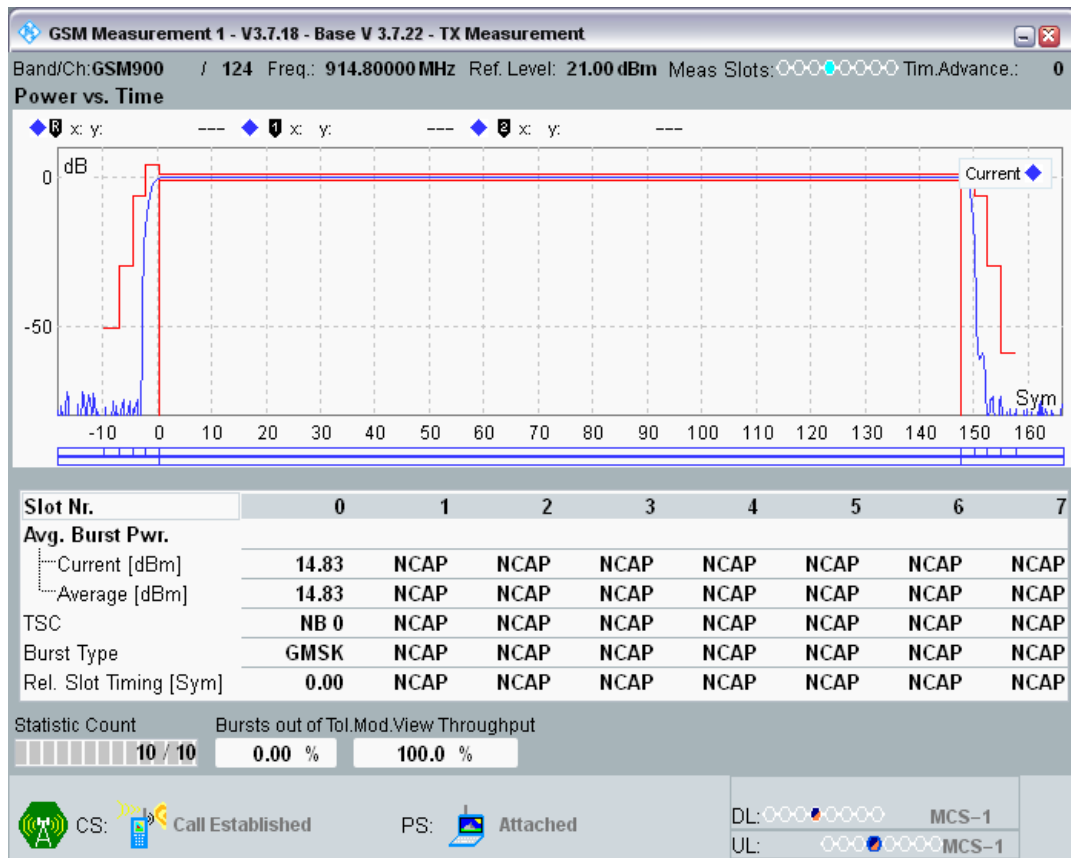 GSM Measurement 1 - V3.7.18 - Base V 3.7.22 - TX Measurement
Band/Ch:GSM900 / 124 Freq.: 914.80000 MHz Ref. Level: 21.00 dBm Meas Slots: Tim.Advance.: 0
Power vs. Time
R x: y: --- 1 x: y: --- 2 x: y: ---
dB
Current
0
-50
Sym
-10 0 10 20 30 40 50 60 70 80 90 100 110 120 130 140 150 160
Slot Nr. 0 1 2 3 4 5 6 7
Avg. Burst Pwr.
Current [dBm] 14.83 NCAP NCAP NCAP NCAP NCAP NCAP NCAP
Average [dBm] 14.83 NCAP NCAP NCAP NCAP NCAP NCAP NCAP
TSC NB 0 NCAP NCAP NCAP NCAP NCAP NCAP NCAP
Burst Type GMSK NCAP NCAP NCAP NCAP NCAP NCAP NCAP
Rel. Slot Timing [Sym] 0.00 NCAP NCAP NCAP NCAP NCAP NCAP NCAP
Statistic Count Bursts out of Tol.Mod.View Throughput
10 / 10 0.00 % 100.0 %
CS: Call Established PS: Attached
DL: MCS-1
UL: MCS-1